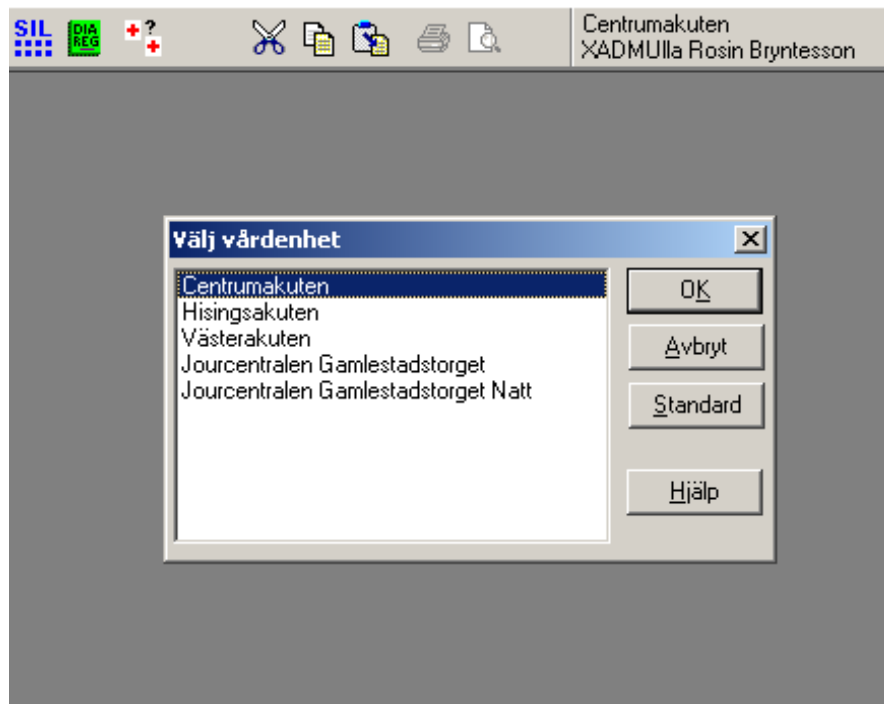 SIL
DIA
REG
?
Centrumakuten
XADMUlla Rosin Bryntesson
Välj vårdenhet
Centrumakuten
Hisingsakuten
Västerakuten
Jourcentralen Gamlestadstorget
Jourcentralen Gamlestadstorget Natt
OK
Avbryt
Standard
Hjälp